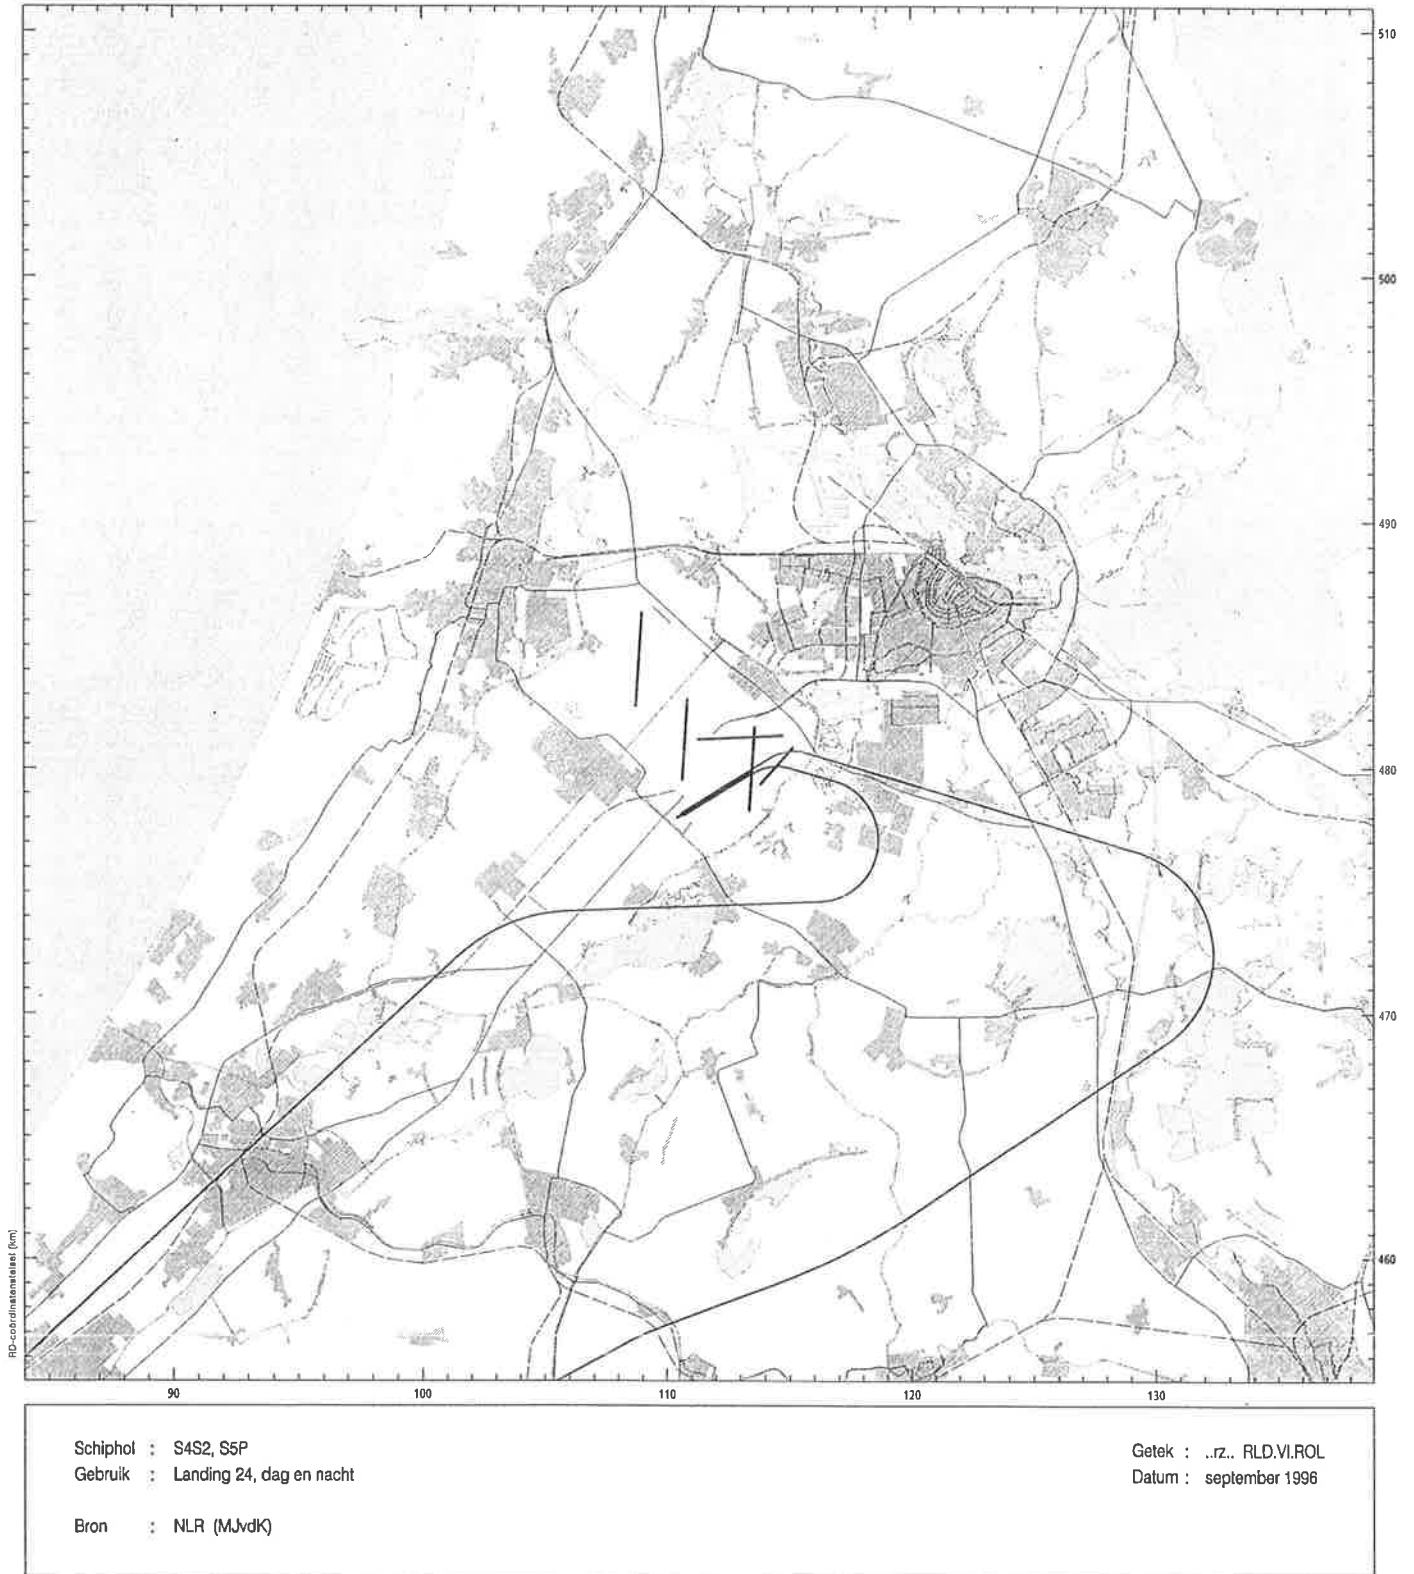 510
500
490
480
470
460
RD-coördinatenstelsel (km)
90
100
110
120
130
Schiphol : S4S2, S5P
Gebruik : Landing 24, dag en nacht
Bron : NLR (MJvdK)
Getek : ..rz.. RLD.VI.ROL
Datum : september 1996